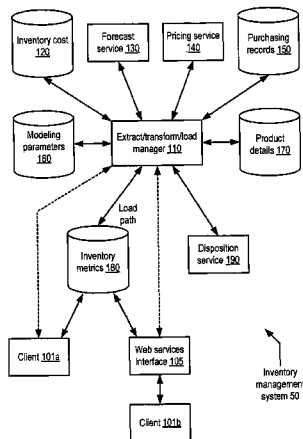 Inventory cost
120
Forecast
service 130
Pricing service
140
Purchasing
records 150
Modeling
parameters 160
Extract/transform/load
manager 110
Product
details 170
Load
path
Inventory
metrics 180
Disposition
service 190
Client 101a
Web services
interface 105
Client 101b
Inventory
management
system 50